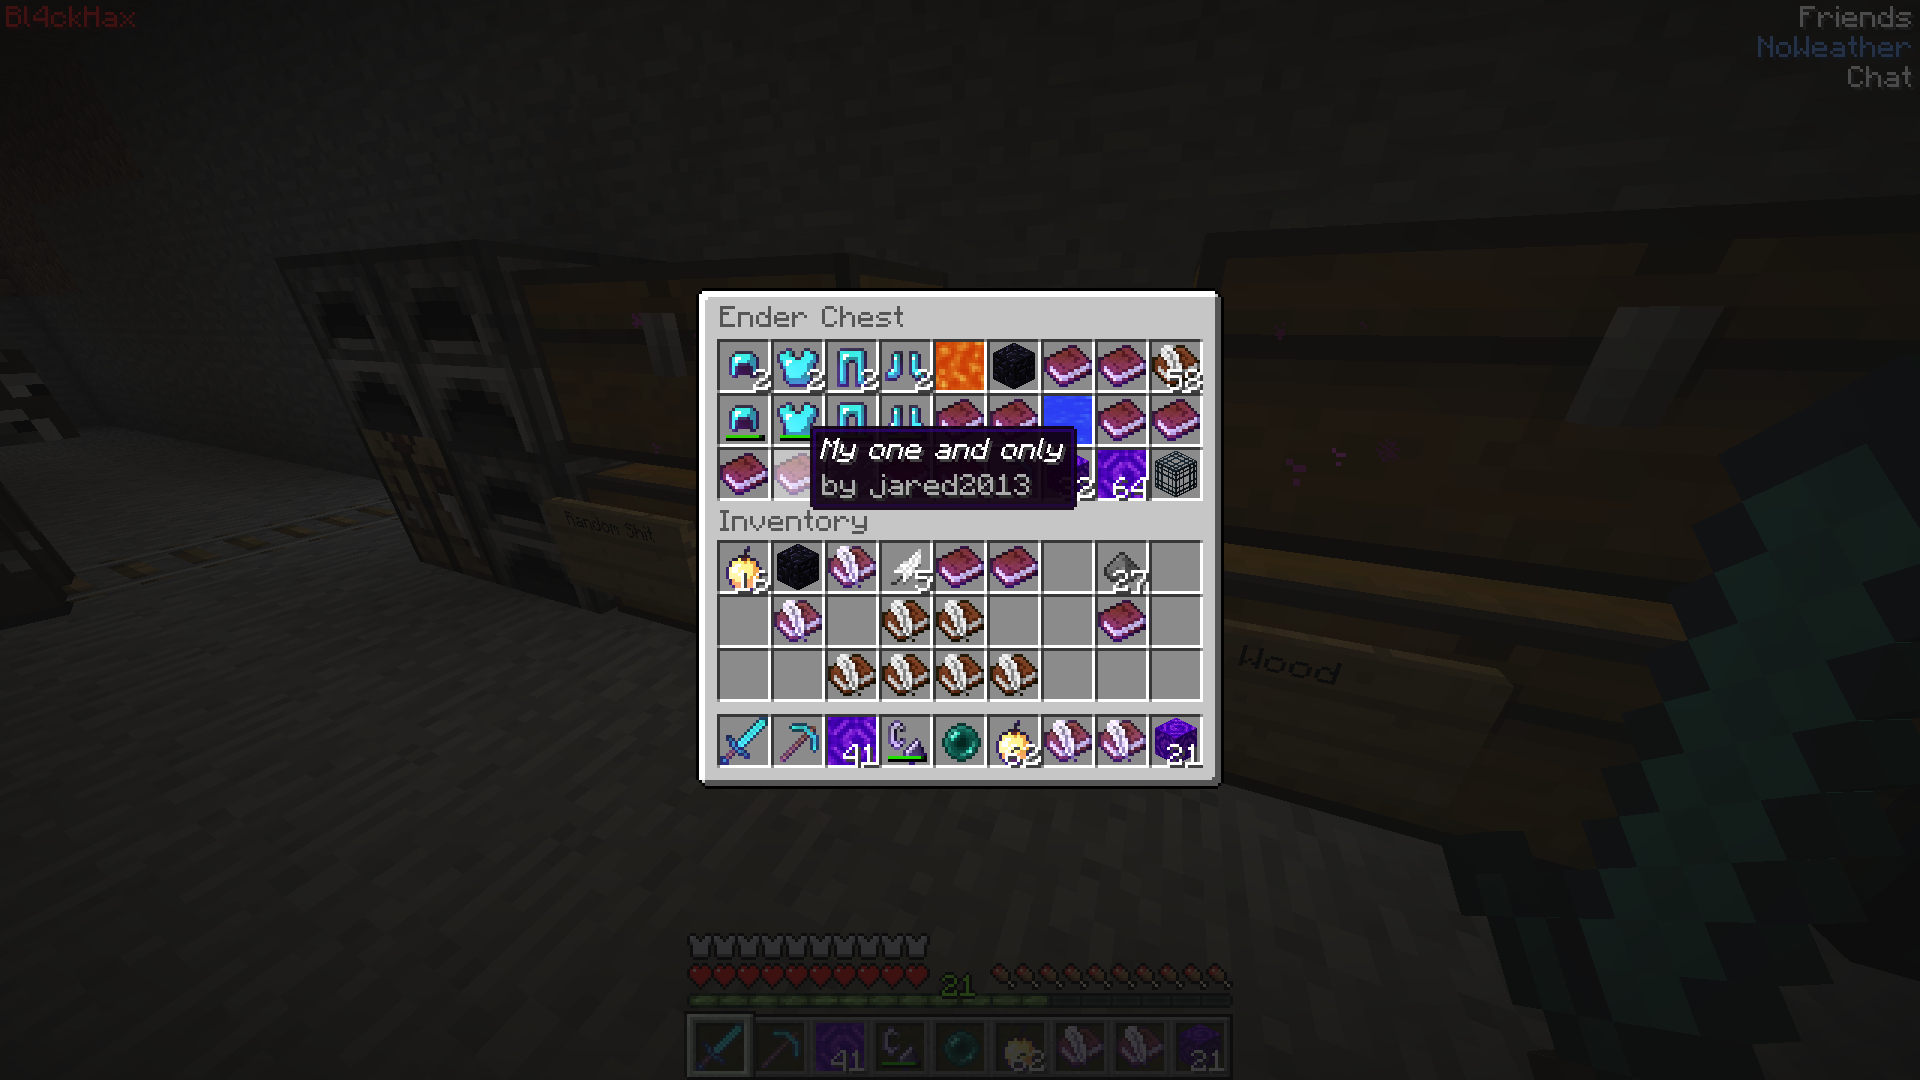 Bl4ckHax
Friends
NoWeather
Chat
Ender Chest
2 2 2 2 58
My one and only
by jared2013
32 64
Inventory
Random Shit
16 5 27
Wood
41 62 21
21
41 62 21